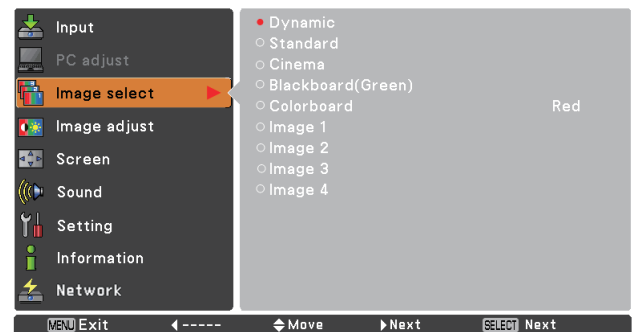 Input
PC adjust
Image select
Image adjust
Screen
Sound
Setting
Information
Network
Dynamic
Standard
Cinema
Blackboard(Green)
Colorboard Red
Image 1
Image 2
Image 3
Image 4
MENU Exit ----- Move Next SELECT Next